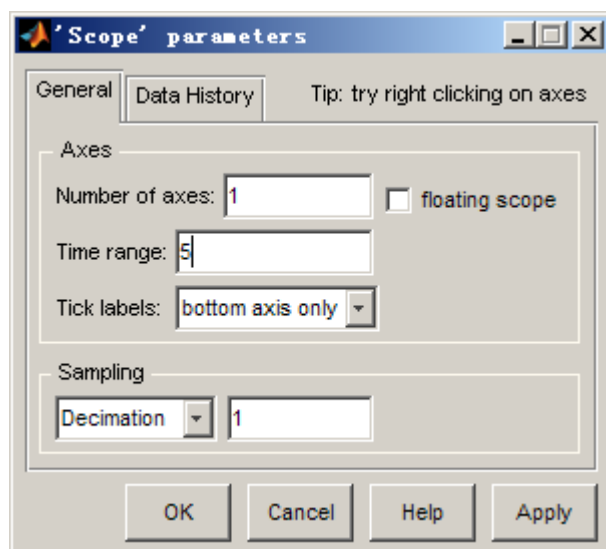 'Scope' parameters
General Data History Tip: try right clicking on axes
Axes
Number of axes: 1 floating scope
Time range: 5
Tick labels: bottom axis only
Sampling
Decimation 1
OK Cancel Help Apply